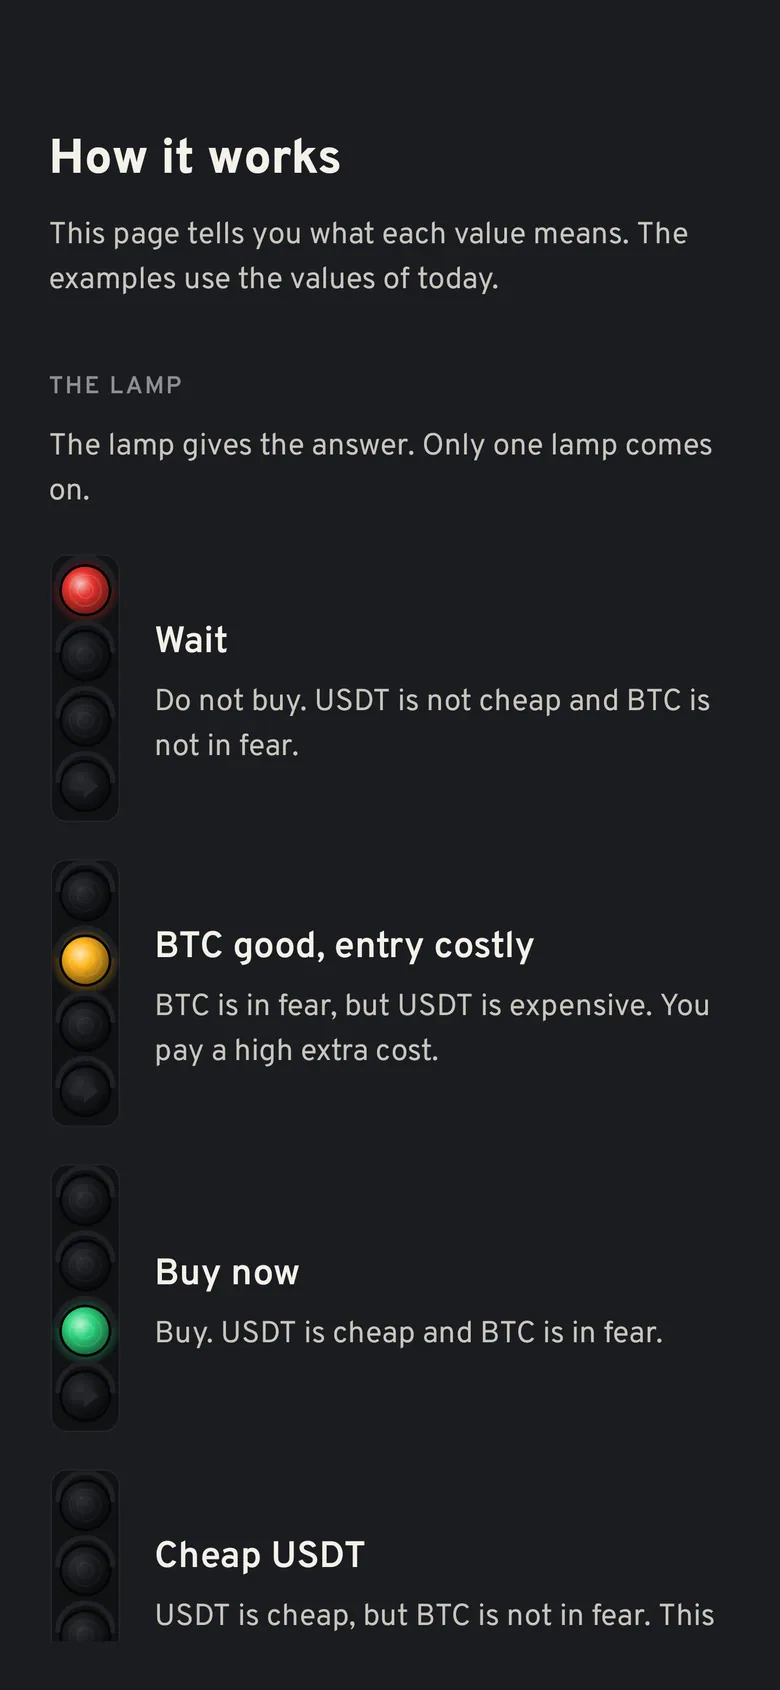 How it works
This page tells you what each value means. The
examples use the values of today.
THE LAMP
The lamp gives the answer. Only one lamp comes
on.
Wait
Do not buy. USDT is not cheap and BTC is
not in fear.
BTC good, entry costly
BTC is in fear, but USDT is expensive. You
pay a high extra cost.
Buy now
Buy. USDT is cheap and BTC is in fear.
Cheap USDT
USDT is cheap, but BTC is not in fear. This